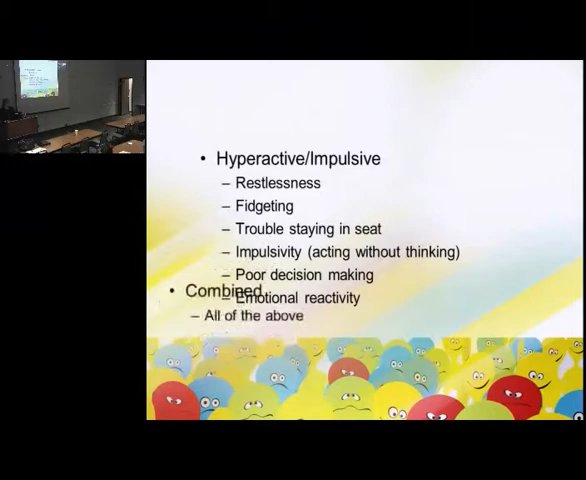 • Hyperactive/Impulsive
– Restlessness
– Fidgeting
– Trouble staying in seat
– Impulsivity (acting without thinking)
– Poor decision making
• Combined
– Emotional reactivity
– All of the above